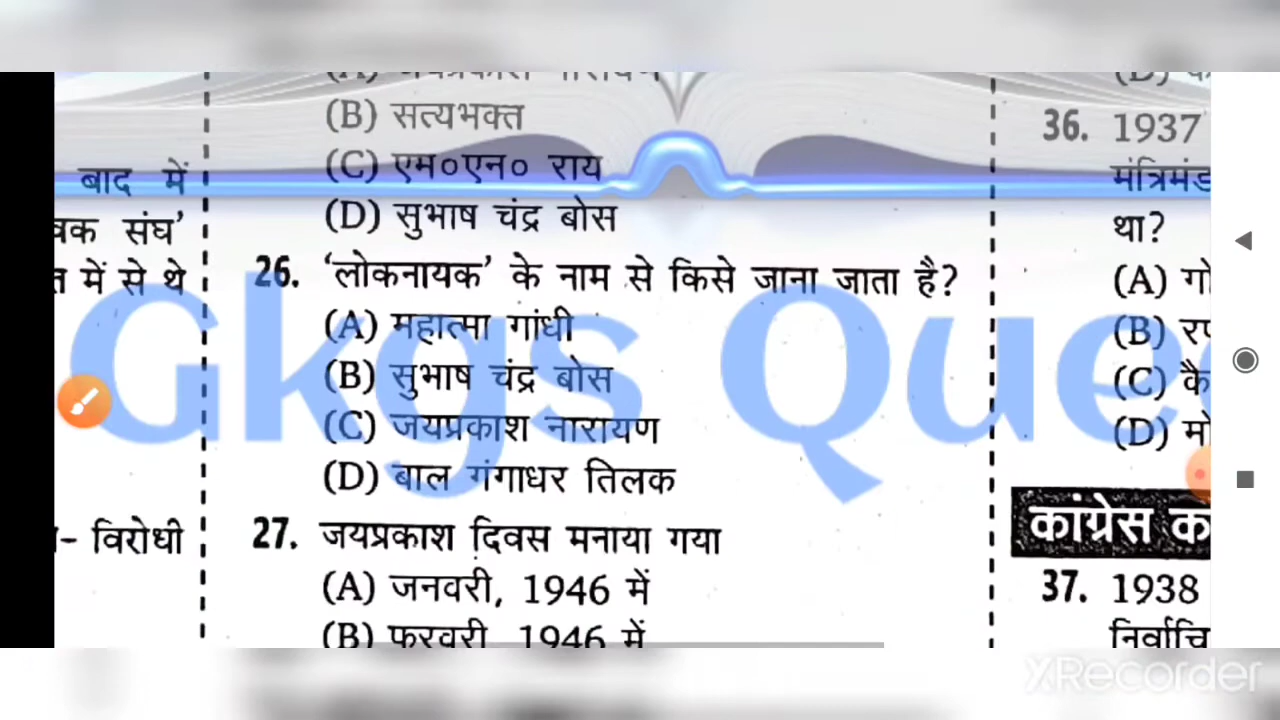 बाद में
संघ'
में से थे
- विरोधी
(B) सत्यभक्त
(C) एम०एन० राय
(D) सुभाष चंद्र बोस
26. 'लोकनायक' के नाम से किसे जाना जाता है?
(A) महात्मा गांधी
(B) सुभाष चंद्र बोस
(C) जयप्रकाश नारायण
(D) बाल गंगाधर तिलक
27. जयप्रकाश दिवस मनाया गया
(A) जनवरी, 1946 में
(B) फरवरी, 1946 में
(D)
36. 1937
था?
(A)
(B)
(C)
(D)
कांग्रेस
37. 1938
Gkgs
XRecorder